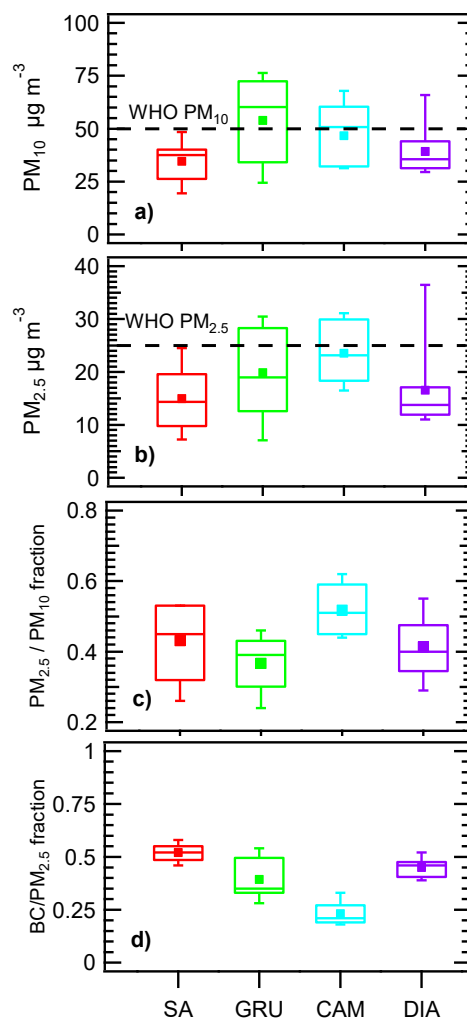 100
75
50
25
0
PM10 µg m-3
WHO PM10
a)
40
30
20
10
0
PM2.5 µg m-3
WHO PM2.5
b)
0.8
0.6
0.4
0.2
PM2.5 / PM10 fraction
c)
1
0.75
0.5
0.25
0
BC/PM2.5 fraction
d)
SA GRU CAM DIA